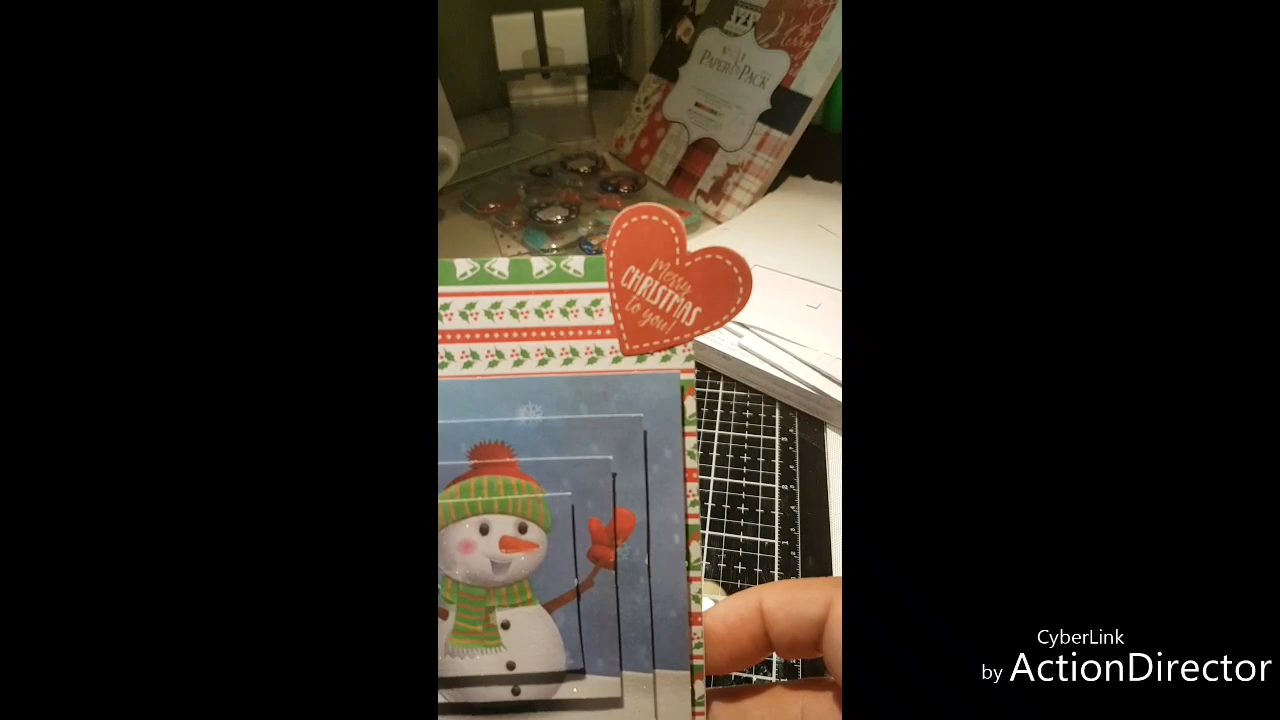 PAPER PACK
Merry
CHRISTMAS
to you!
CyberLink
by ActionDirector